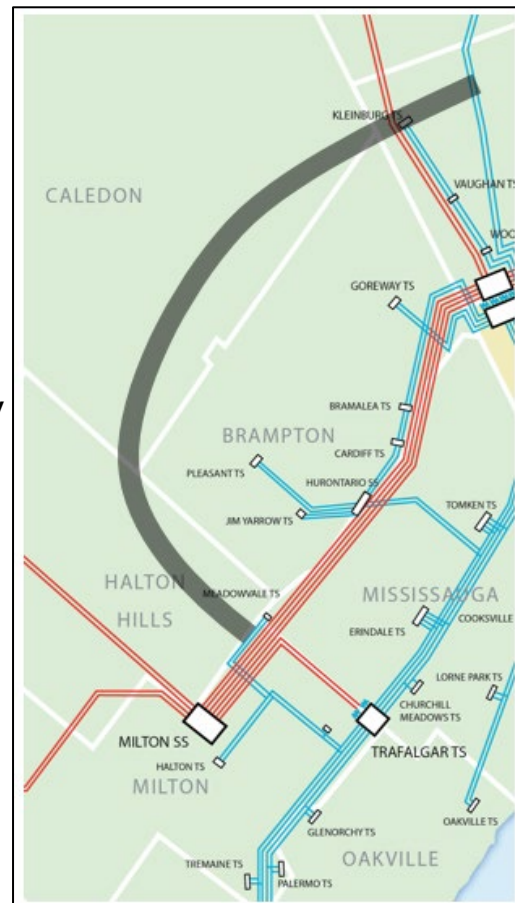 KLEINBURG TS
CALEDON
VAUGHAN TS
WOO
GOREWAY TS
BRAMALEA TS
BRAMPTON
CARDIFF TS
PLEASANT TS
HURONTARIO SS
JIM YARROW TS
TOMKEN TS
HALTON
HILLS
MEADOWVALE TS
MISSISSAUGA
COOKSVILLE
ERINDALE TS
LORNE PARK TS
CHURCHILL
MEADOWS TS
MILTON SS
TRAFALGAR TS
HALTON TS
MILTON
OAKVILLE TS
GLENORCHY TS
OAKVILLE
TREMAINE TS
PALERMO TS